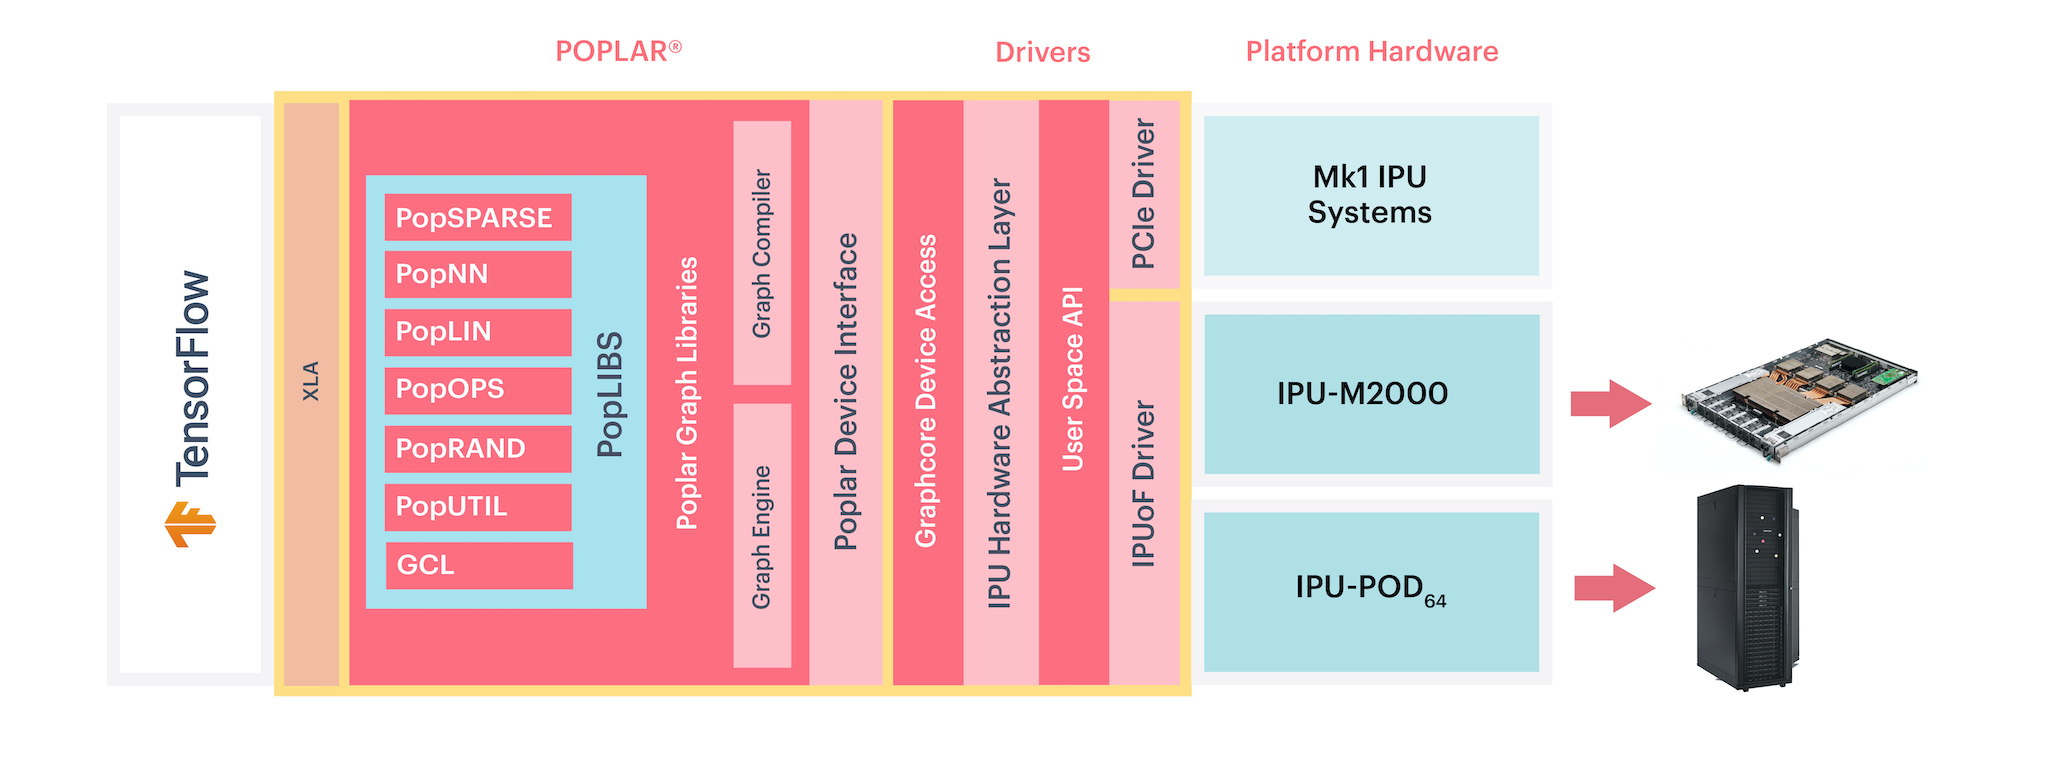 POPLAR®
Drivers
Platform Hardware
TensorFlow
XLA
PopSPARSE
PopNN
PopLIN
PopOPS
PopRAND
PopUTIL
GCL
PopLIBS
Poplar Graph Libraries
Graph Compiler
Graph Engine
Poplar Device Interface
Graphcore Device Access
IPU Hardware Abstraction Layer
User Space API
PCIe Driver
IPUoF Driver
Mk1 IPU
Systems
IPU-M2000
IPU-POD64